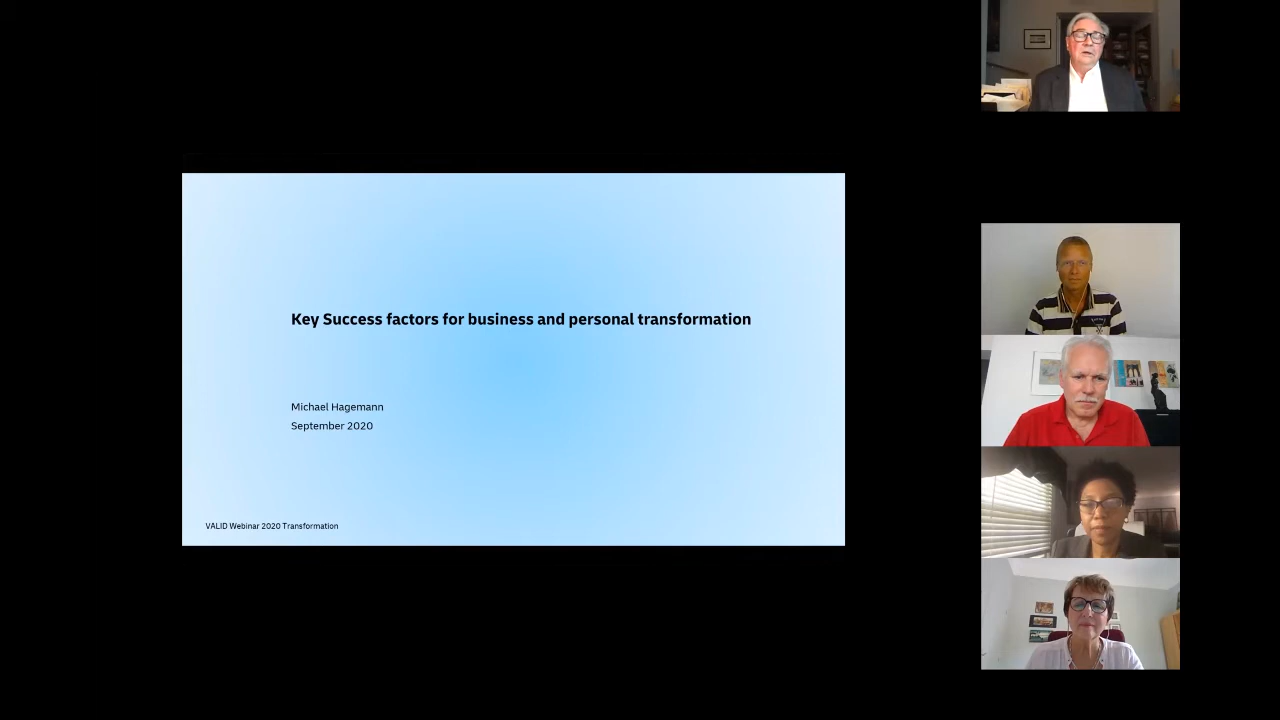 Key Success factors for business and personal transformation
Michael Hagemann
September 2020
VALID Webinar 2020 Transformation